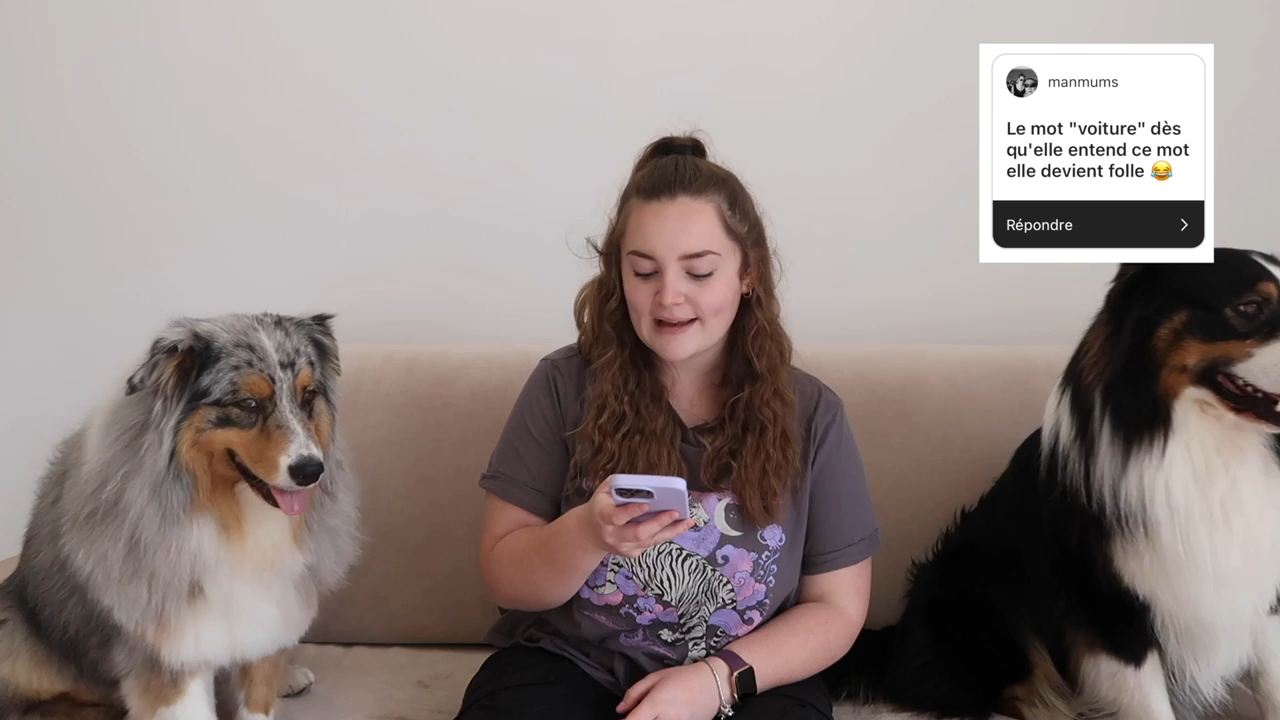 manmums
Le mot "voiture" dès
qu'elle entend ce mot
elle devient folle 😂
Répondre